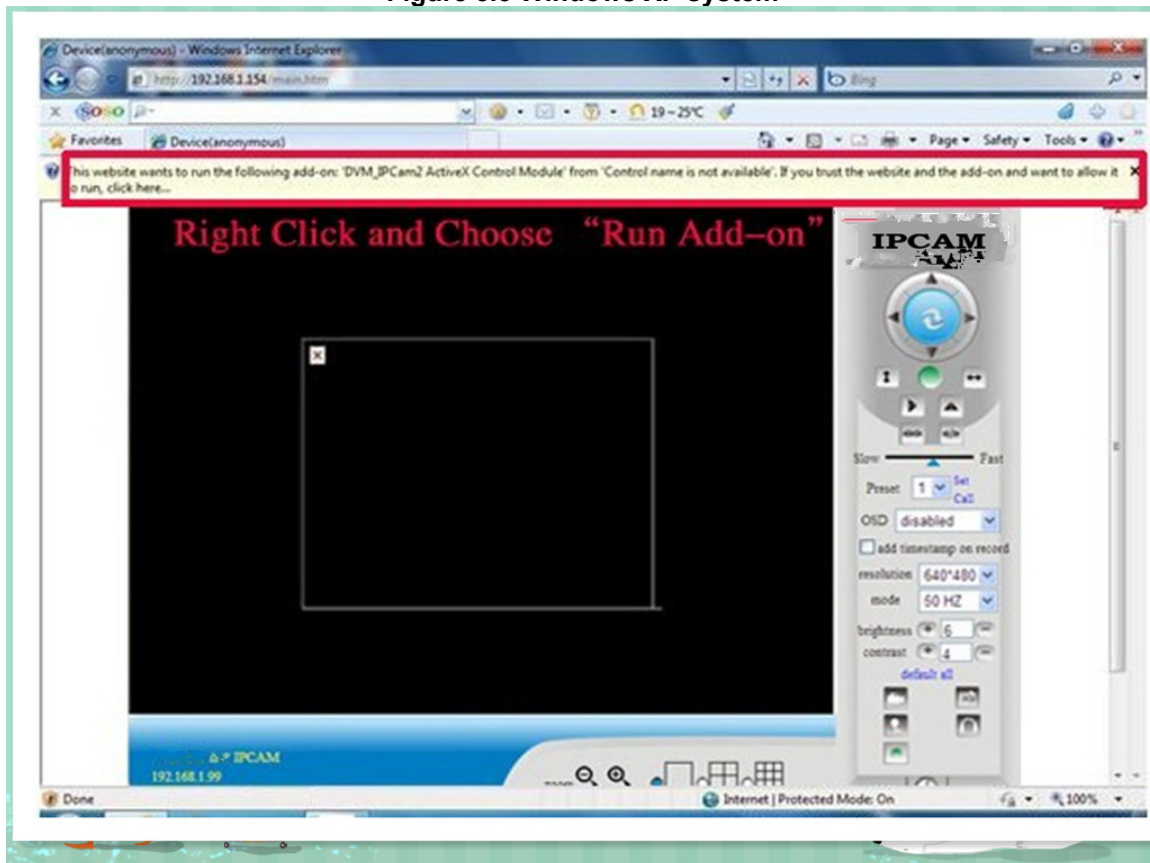 Device(anonymous) - Windows Internet Explorer
http://192.168.1.154/main.htm
Bing
SOSO
19~25℃
Favorites
Device(anonymous)
Page
Safety
Tools
This website wants to run the following add-on: 'DVM_IPCam2 ActiveX Control Module' from 'Control name is not available'. If you trust the website and the add-on and want to allow it
o run, click here...
Right Click and Choose “Run Add-on”
IPCAM
Slow
Fast
Preset
1
Set
Call
OSD
disabled
add timestamp on record
resolution
640*480
mode
50 HZ
brightness
6
contrast
4
default all
IPCAM
192.168.1.99
Done
Internet | Protected Mode: On
100%